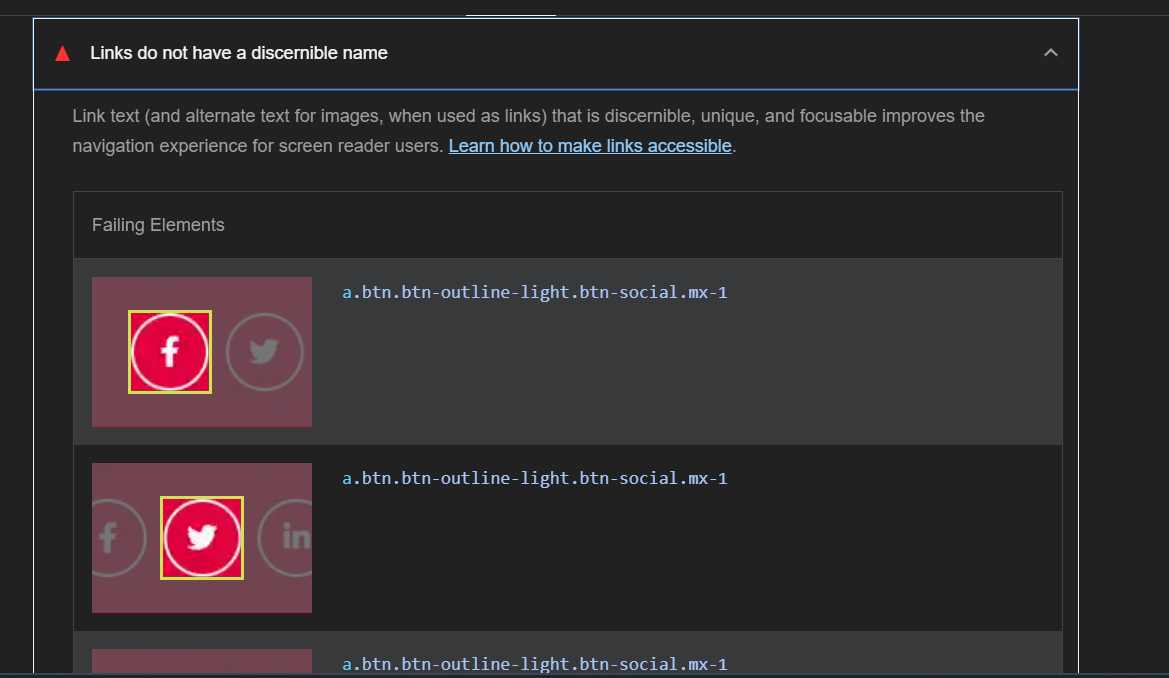 Links do not have a discernible name
Link text (and alternate text for images, when used as links) that is discernible, unique, and focusable improves the
navigation experience for screen reader users. Learn how to make links accessible.
Failing Elements
a.btn.btn-outline-light.btn-social.mx-1
f
a.btn.btn-outline-light.btn-social.mx-1
f
in
a.btn.btn-outline-light.btn-social.mx-1